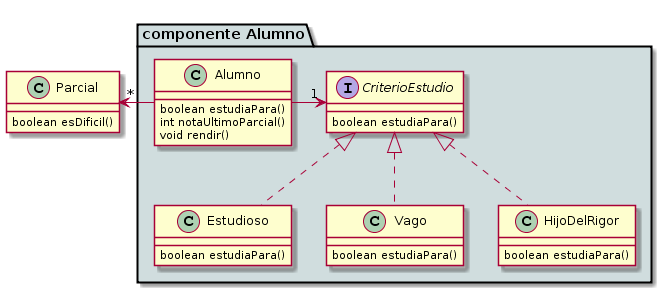 componente Alumno
C Parcial
boolean esDificil()
*
C Alumno
boolean estudiaPara()
int notaUltimoParcial()
void rendir()
1
I CriterioEstudio
boolean estudiaPara()
C Estudioso
boolean estudiaPara()
C Vago
boolean estudiaPara()
C HijoDelRigor
boolean estudiaPara()